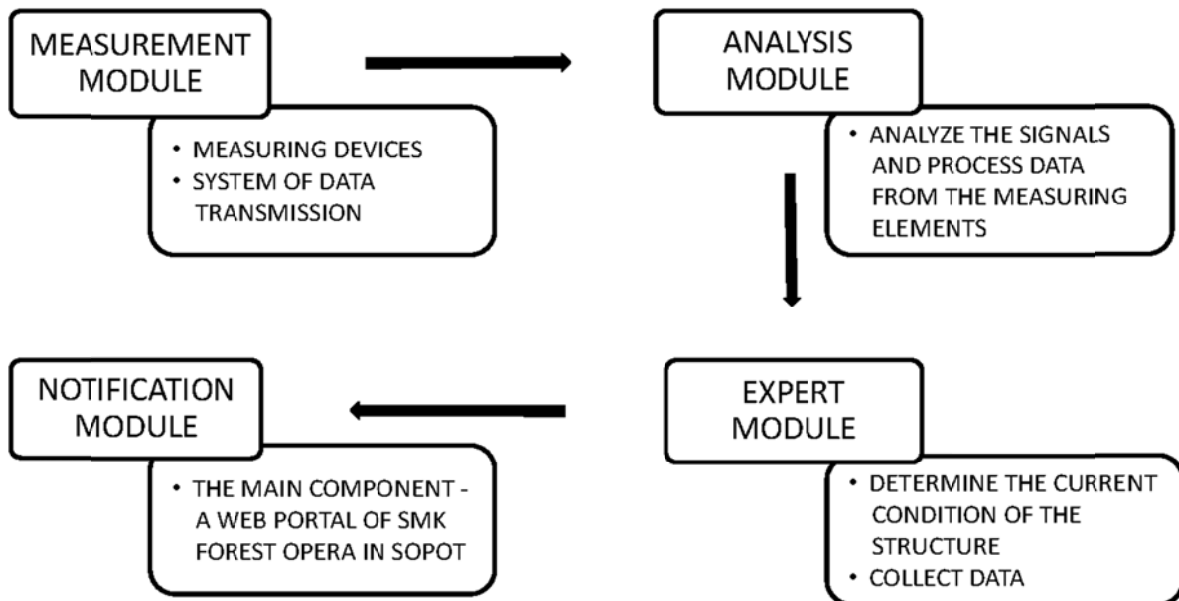 MEASUREMENT
MODULE
• MEASURING DEVICES
• SYSTEM OF DATA
TRANSMISSION
ANALYSIS
MODULE
• ANALYZE THE SIGNALS
AND PROCESS DATA
FROM THE MEASURING
ELEMENTS
EXPERT
MODULE
• DETERMINE THE CURRENT
CONDITION OF THE
STRUCTURE
• COLLECT DATA
NOTIFICATION
MODULE
• THE MAIN COMPONENT -
A WEB PORTAL OF SMK
FOREST OPERA IN SOPOT